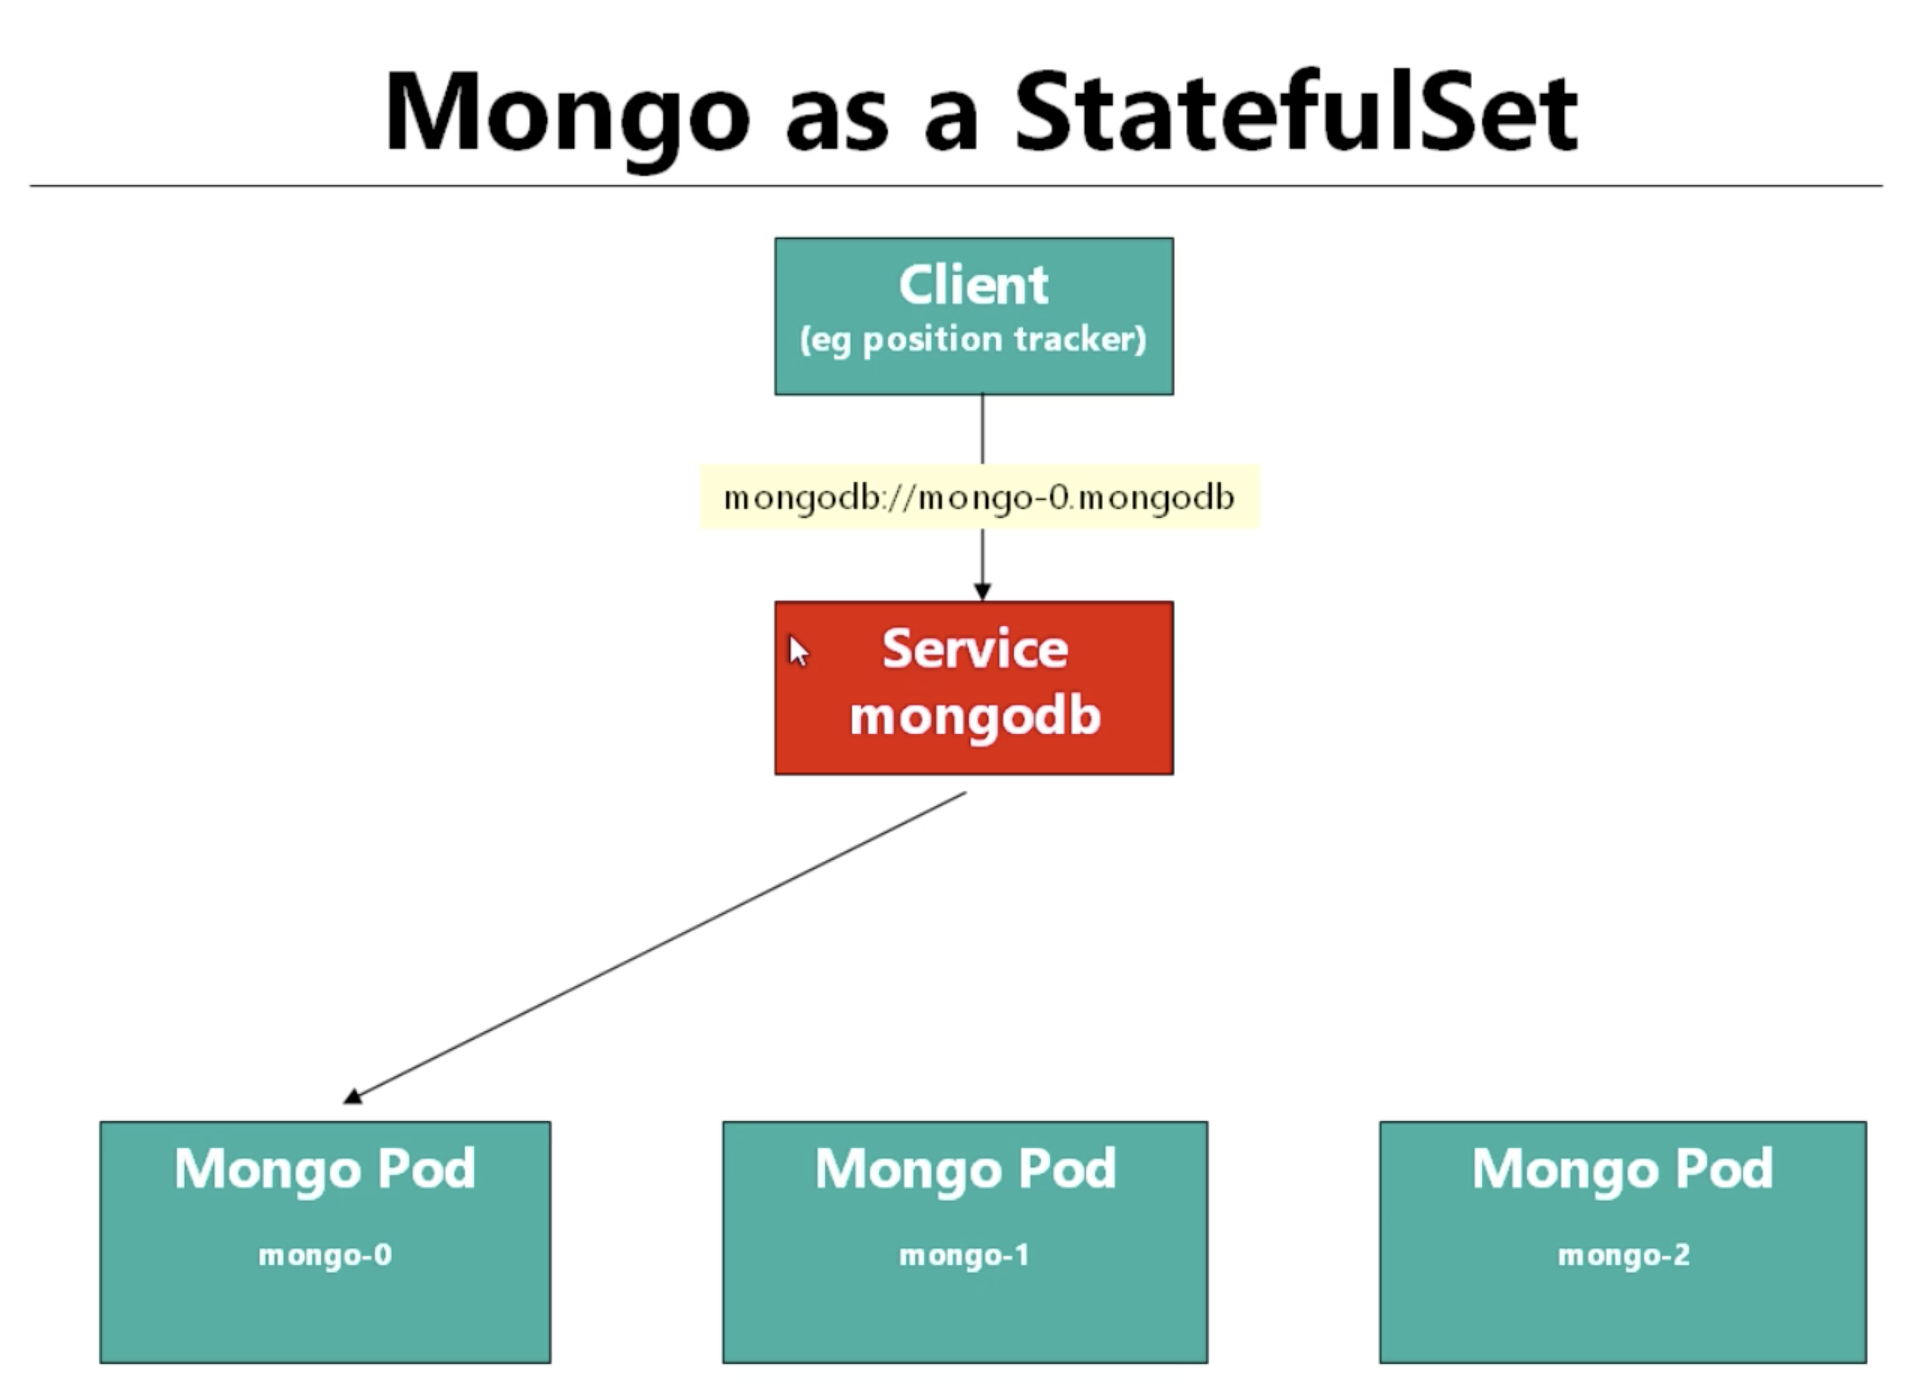 Mongo as a StatefulSet
Client
(eg position tracker)
mongodb://mongo-0.mongodb
Service
mongodb
Mongo Pod
mongo-0
Mongo Pod
mongo-1
Mongo Pod
mongo-2